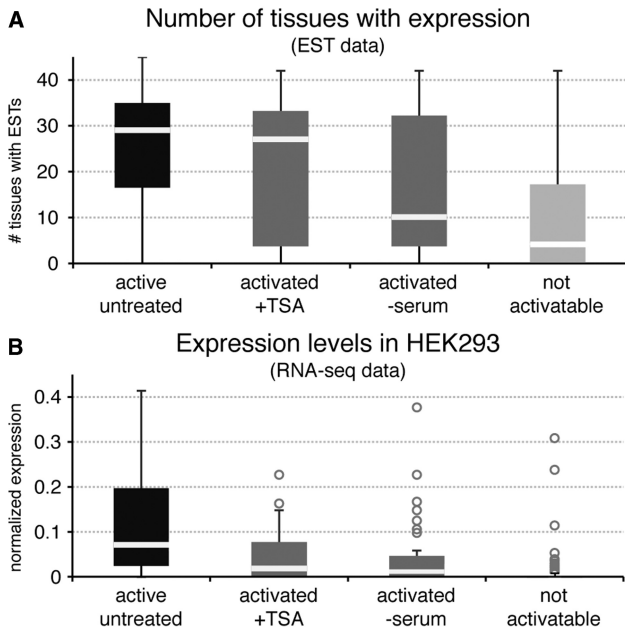 A
Number of tissues with expression
(EST data)
# tissues with ESTs
40
30
20
10
0
active
untreated
activated
+TSA
activated
-serum
not
activatable
B
Expression levels in HEK293
(RNA-seq data)
normalized expression
0.4
0.3
0.2
0.1
0
active
untreated
activated
+TSA
activated
-serum
not
activatable